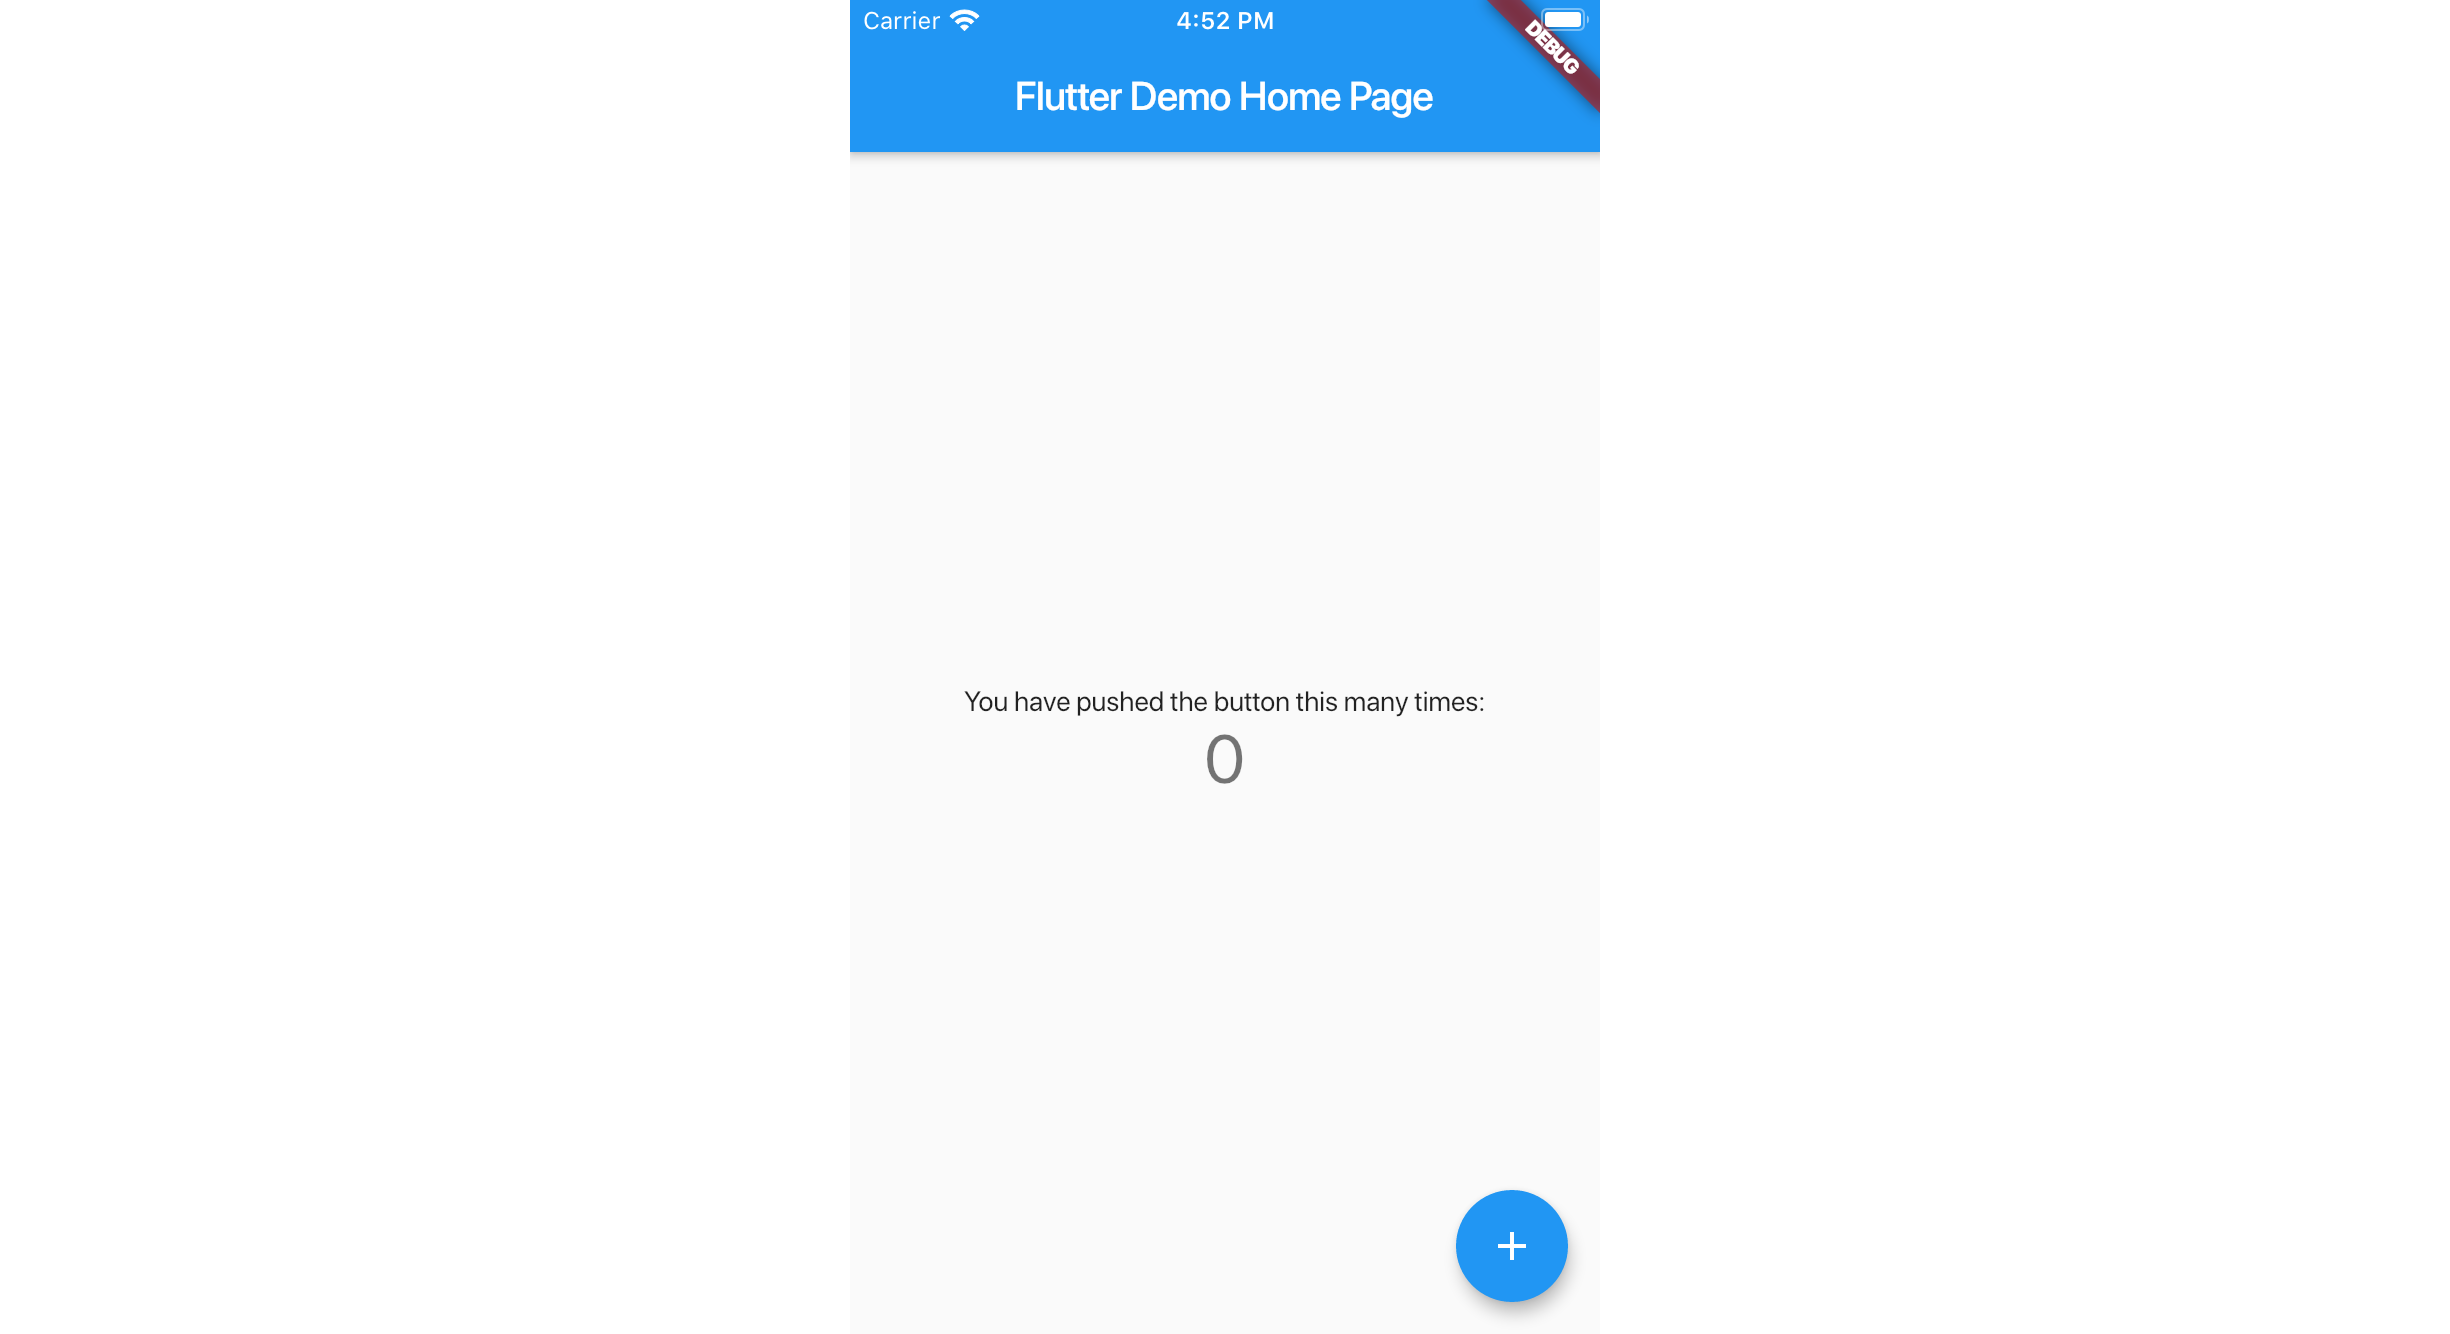 Carrier 4:52 PM
DEBUG
Flutter Demo Home Page
You have pushed the button this many times:
0